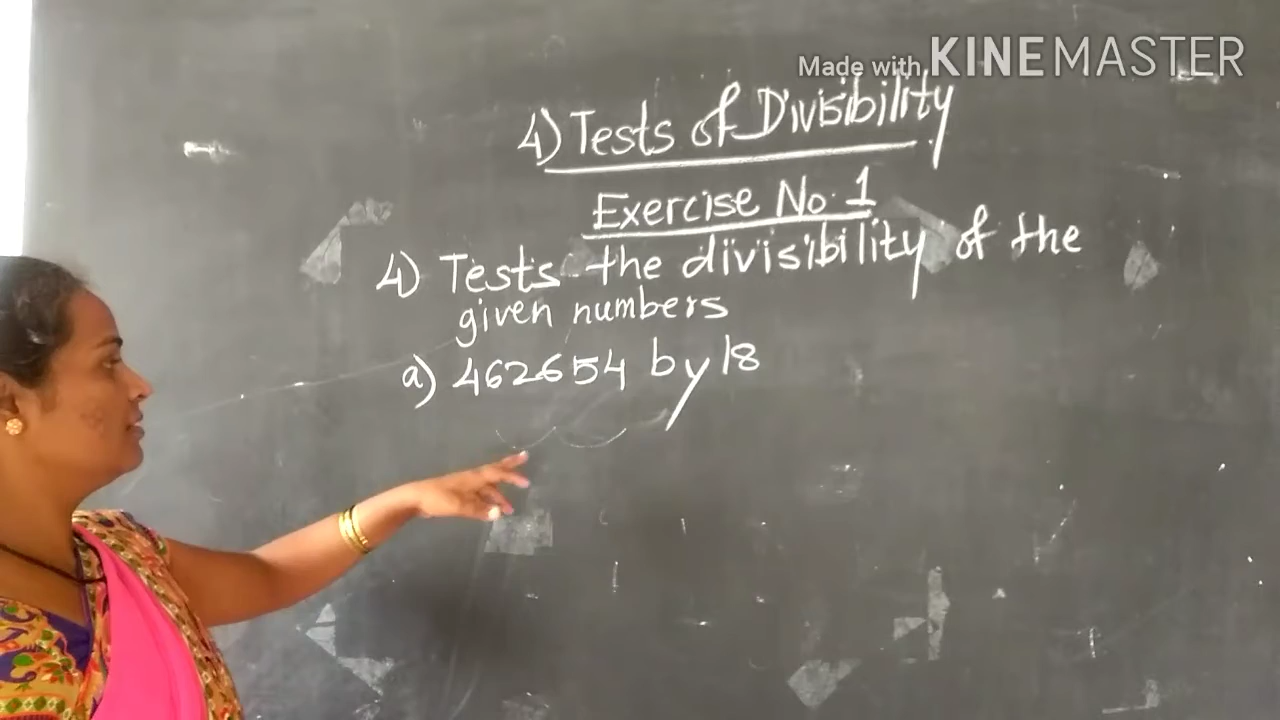 Made with KINEMASTER
4) Tests of Divisibility
Exercise No. 1
4) Tests the divisibility of the
given numbers
a) 462654 by 18